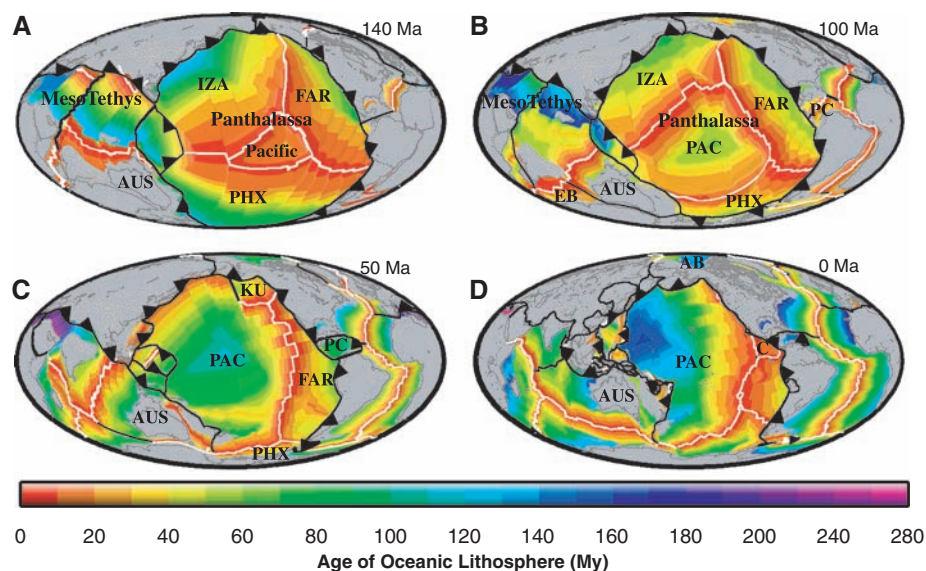 A
140 Ma
IZA
FAR
MesoTethys
Panthalassa
Pacific
AUS
PHX
B
100 Ma
IZA
FAR
MesoTethys
PC
Panthalassa
PAC
AUS
EB
PHX
C
50 Ma
KU
PC
PAC
FAR
AUS
PHX
D
0 Ma
AB
C
PAC
AUS
0 20 40 60 80 100 120 140 160 180 200 220 240 280
Age of Oceanic Lithosphere (My)